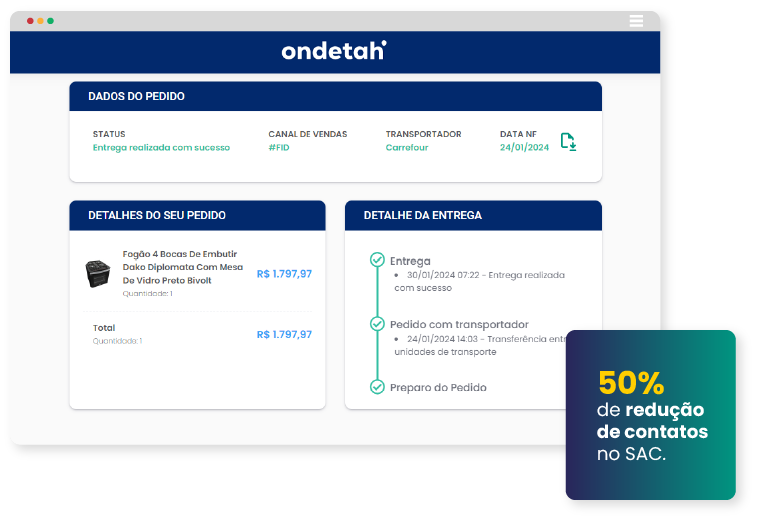 ondetah
DADOS DO PEDIDO
STATUS
Entrega realizada com sucesso
CANAL DE VENDAS
#FID
TRANSPORTADOR
Carrefour
DATA NF
24/01/2024
DETALHES DO SEU PEDIDO
Fogão 4 Bocas De Embutir
Dako Diplomata Com Mesa
De Vidro Preto Bivolt
Quantidade: 1
R$ 1.797,97
Total
Quantidade: 1
R$ 1.797,97
DETALHE DA ENTREGA
Entrega
• 30/01/2024 07:22 - Entrega realizada
com sucesso
Pedido com transportador
• 24/01/2024 14:03 - Transferência entr
unidades de transporte
Preparo do Pedido
50%
de redução
de contatos
no SAC.